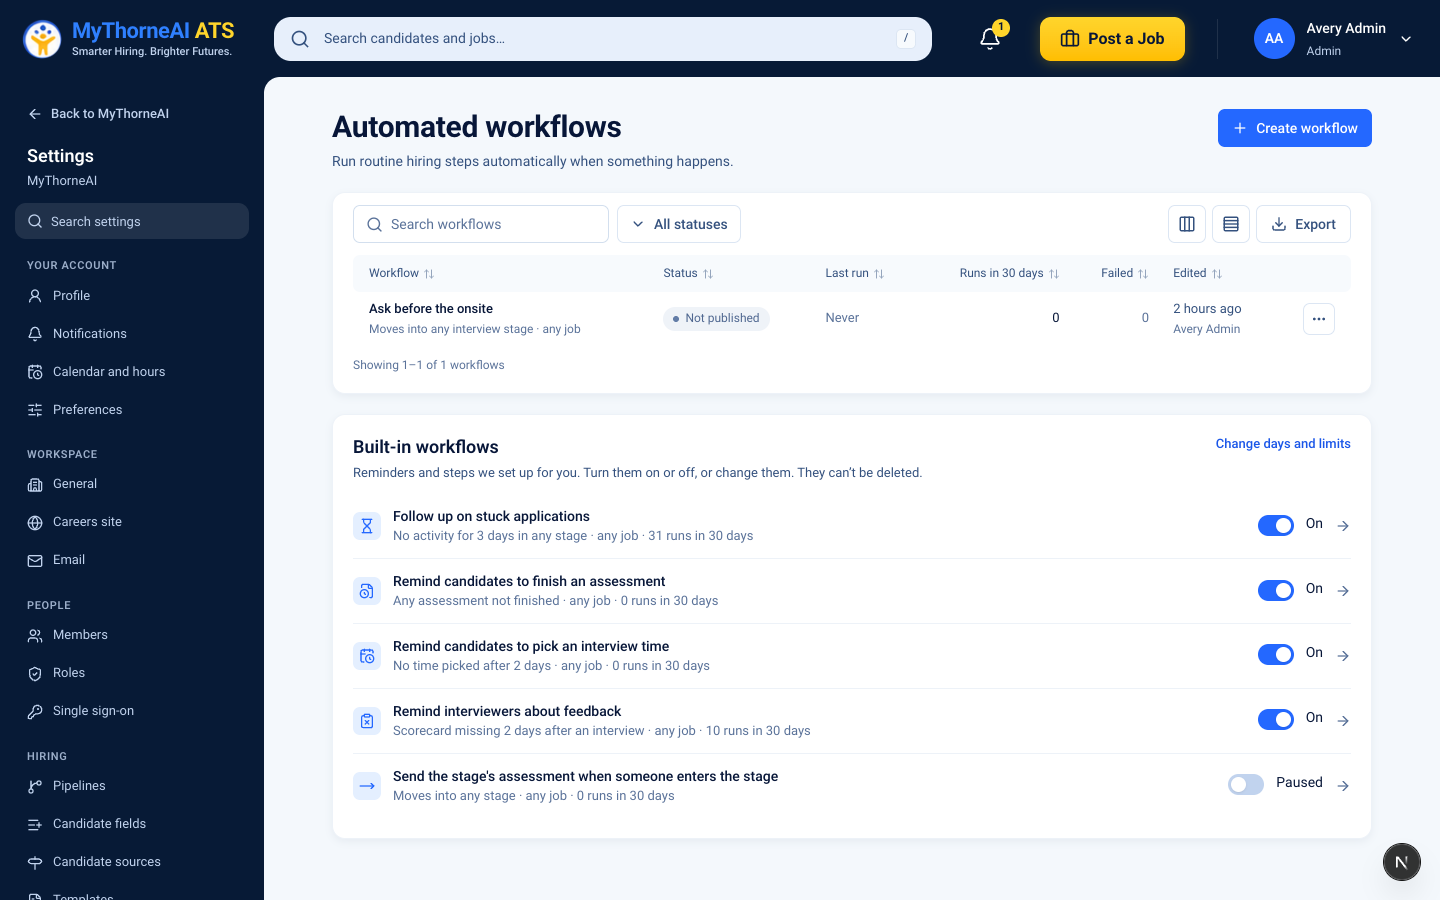 MyThorneAI ATS
Smarter Hiring. Brighter Futures.
Search candidates and jobs...
/
1
Post a Job
AA
Avery Admin
Admin
Back to MyThorneAI
Settings
MyThorneAI
Search settings
YOUR ACCOUNT
Profile
Notifications
Calendar and hours
Preferences
WORKSPACE
General
Careers site
Email
PEOPLE
Members
Roles
Single sign-on
HIRING
Pipelines
Candidate fields
Candidate sources
Templates
Automated workflows
Run routine hiring steps automatically when something happens.
Create workflow
Search workflows
All statuses
Export
Workflow Status Last run Runs in 30 days Failed Edited
Ask before the onsite
Moves into any interview stage · any job
Not published
Never
0
0
2 hours ago
Avery Admin
Showing 1–1 of 1 workflows
Built-in workflows
Change days and limits
Reminders and steps we set up for you. Turn them on or off, or change them. They can't be deleted.
Follow up on stuck applications
No activity for 3 days in any stage · any job · 31 runs in 30 days
On
Remind candidates to finish an assessment
Any assessment not finished · any job · 0 runs in 30 days
On
Remind candidates to pick an interview time
No time picked after 2 days · any job · 0 runs in 30 days
On
Remind interviewers about feedback
Scorecard missing 2 days after an interview · any job · 10 runs in 30 days
On
Send the stage's assessment when someone enters the stage
Moves into any stage · any job · 0 runs in 30 days
Paused
N